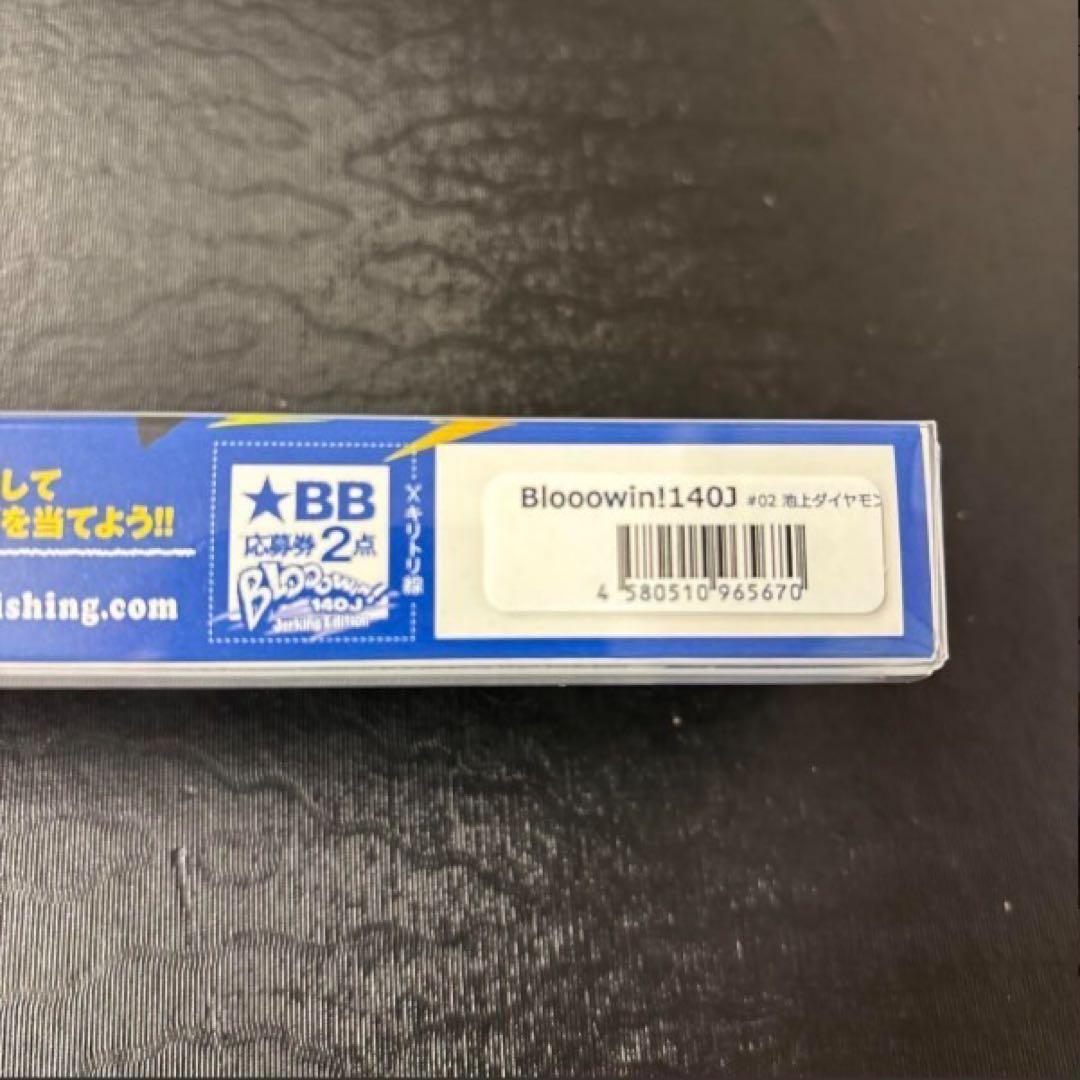 して
を当てよう!!
ishing.com
★BB
応募券2点
Blooowin!
140J
Jerking Edition
キリトリ線
Blooowin!140J #02 池上ダイヤモン
4 580510 965670